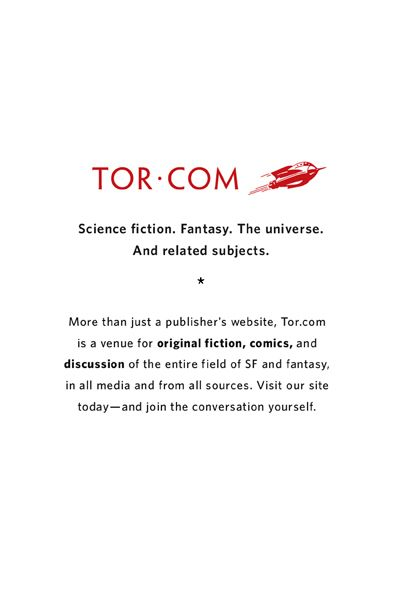 TOR·COM
Science fiction. Fantasy. The universe.
And related subjects.
*
More than just a publisher's website, Tor.com
is a venue for original fiction, comics, and
discussion of the entire field of SF and fantasy,
in all media and from all sources. Visit our site
today—and join the conversation yourself.